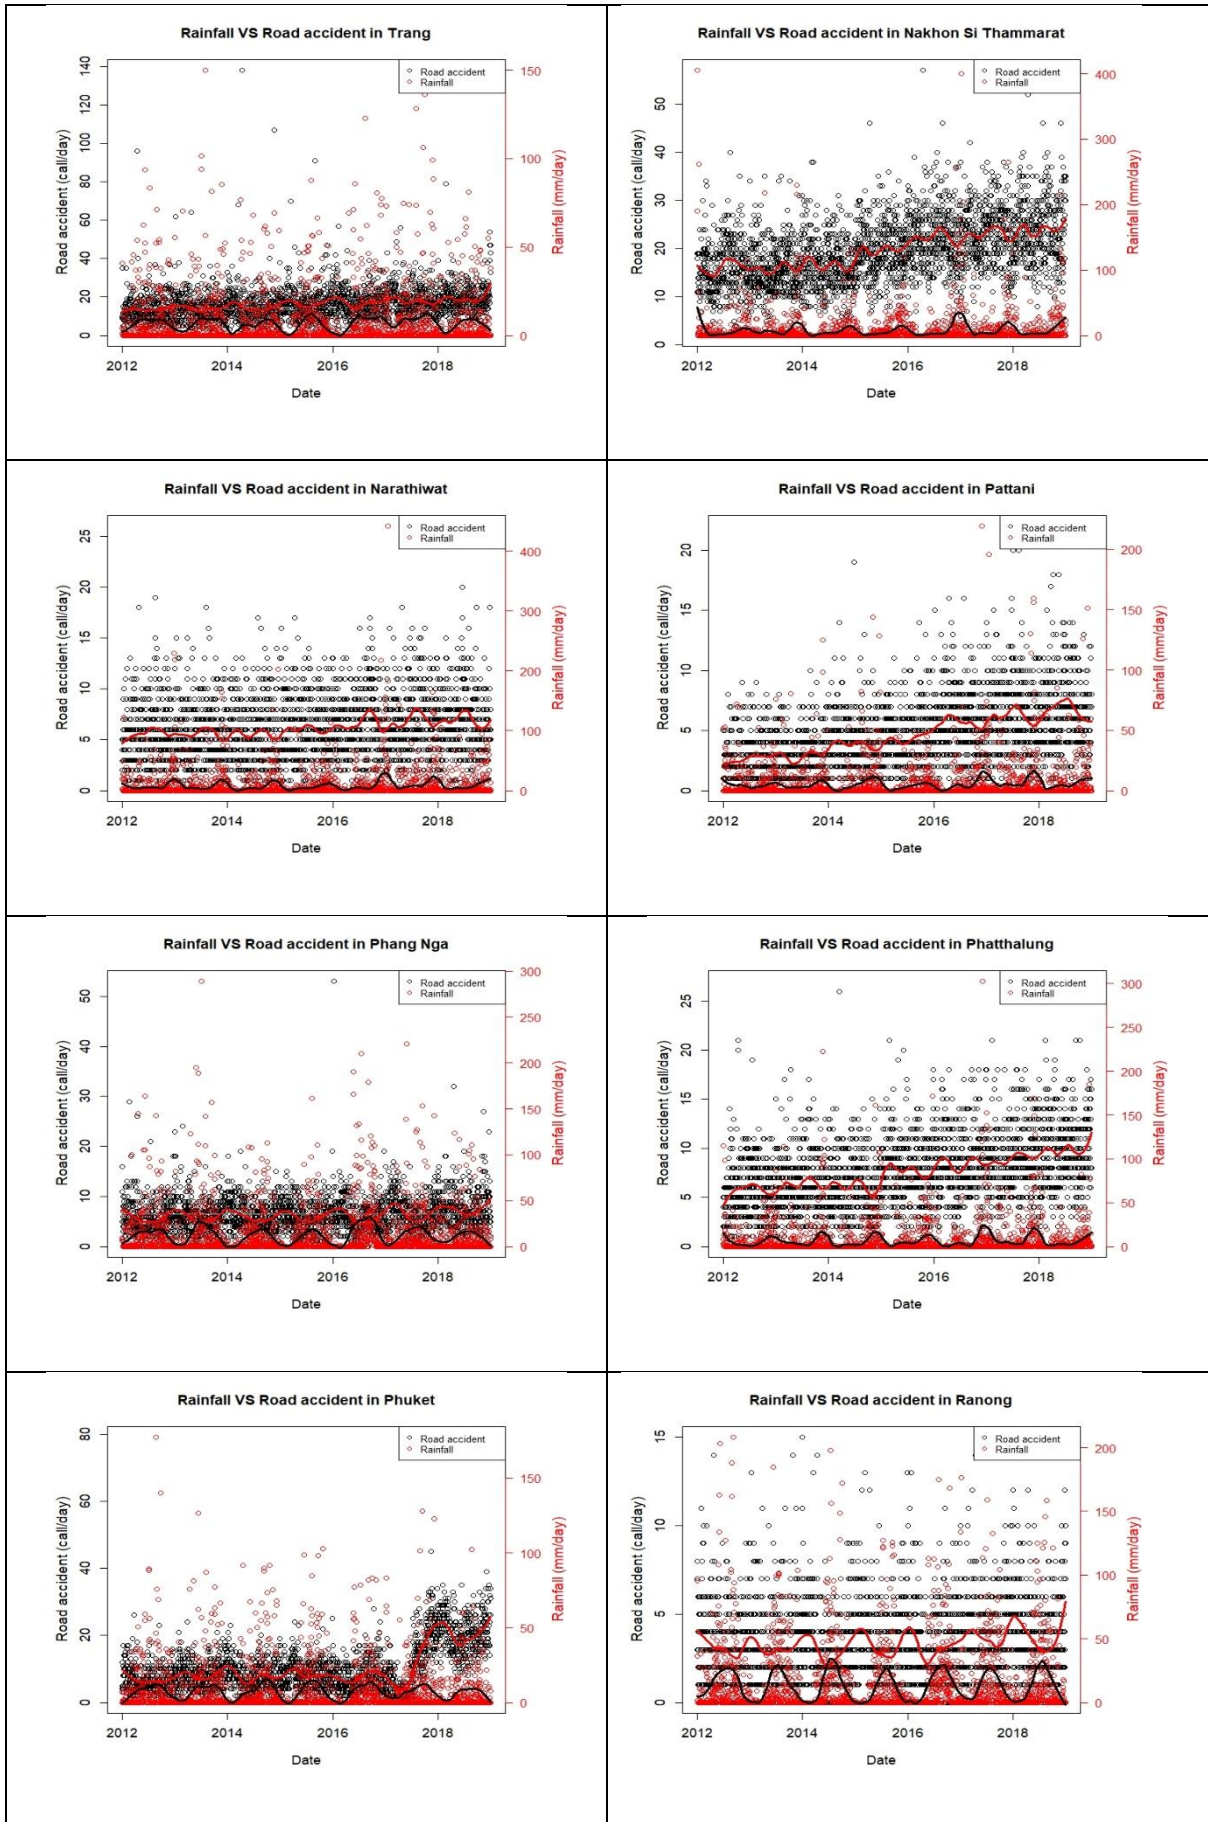 Rainfall VS Road accident in Trang
Road accident (call/day)
0 20 40 60 80 100 120 140
Road accident
Rainfall
0 50 100 150
Rainfall (mm/day)
2012 2014 2016 2018
Date
Rainfall VS Road accident in Nakhon Si Thammarat
Road accident (call/day)
0 10 20 30 40 50
Road accident
Rainfall
0 100 200 300 400
Rainfall (mm/day)
2012 2014 2016 2018
Date
Rainfall VS Road accident in Narathiwat
Road accident (call/day)
0 5 10 15 20 25
Road accident
Rainfall
0 100 200 300 400
Rainfall (mm/day)
2012 2014 2016 2018
Date
Rainfall VS Road accident in Pattani
Road accident (call/day)
0 5 10 15 20
Road accident
Rainfall
0 50 100 150 200
Rainfall (mm/day)
2012 2014 2016 2018
Date
Rainfall VS Road accident in Phang Nga
Road accident (call/day)
0 10 20 30 40 50
Road accident
Rainfall
0 50 100 150 200 250 300
Rainfall (mm/day)
2012 2014 2016 2018
Date
Rainfall VS Road accident in Phatthalung
Road accident (call/day)
0 5 10 15 20 25
Road accident
Rainfall
0 50 100 150 200 250 300
Rainfall (mm/day)
2012 2014 2016 2018
Date
Rainfall VS Road accident in Phuket
Road accident (call/day)
0 20 40 60 80
Road accident
Rainfall
0 50 100 150
Rainfall (mm/day)
2012 2014 2016 2018
Date
Rainfall VS Road accident in Ranong
Road accident (call/day)
0 5 10 15
Road accident
Rainfall
0 50 100 150 200
Rainfall (mm/day)
2012 2014 2016 2018
Date